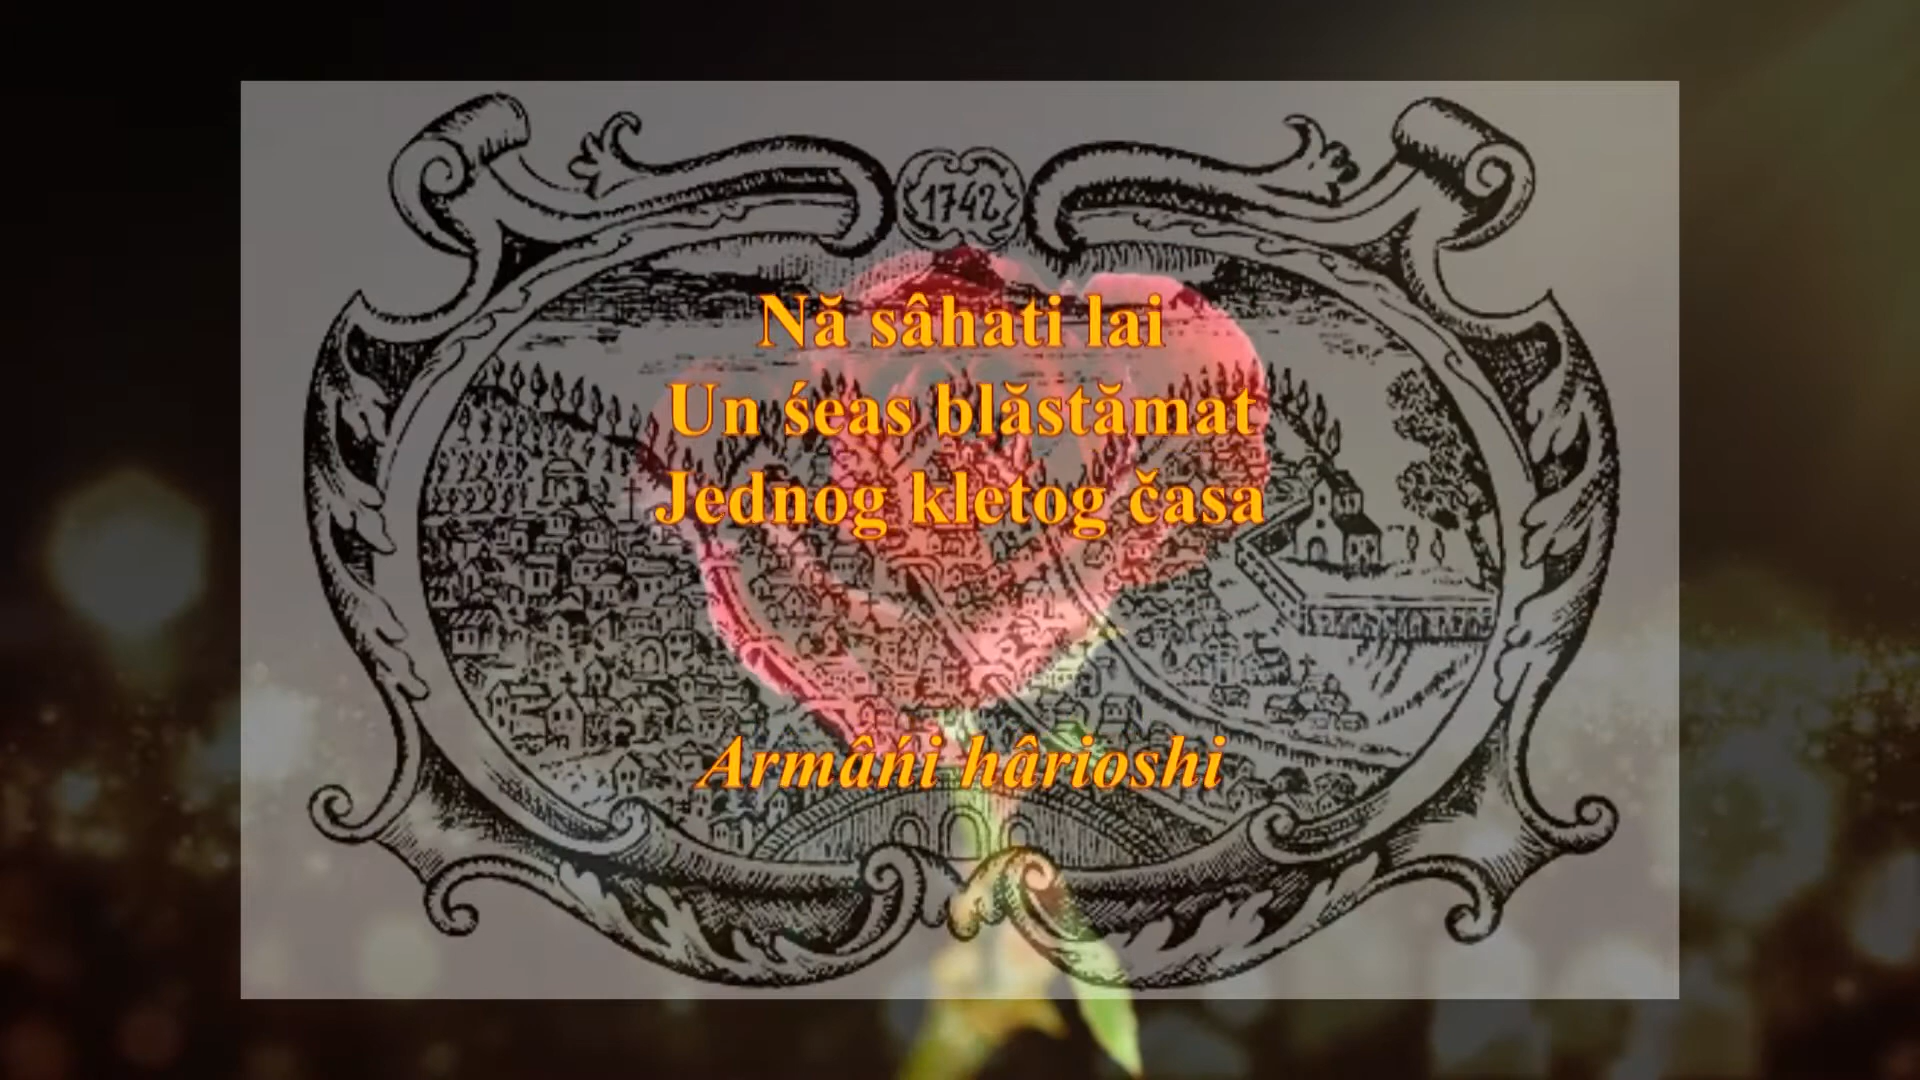 1742
Nă sâhati lai
Un śeas blăstămat
Jednog kletog časa
Armâńi hârioshi